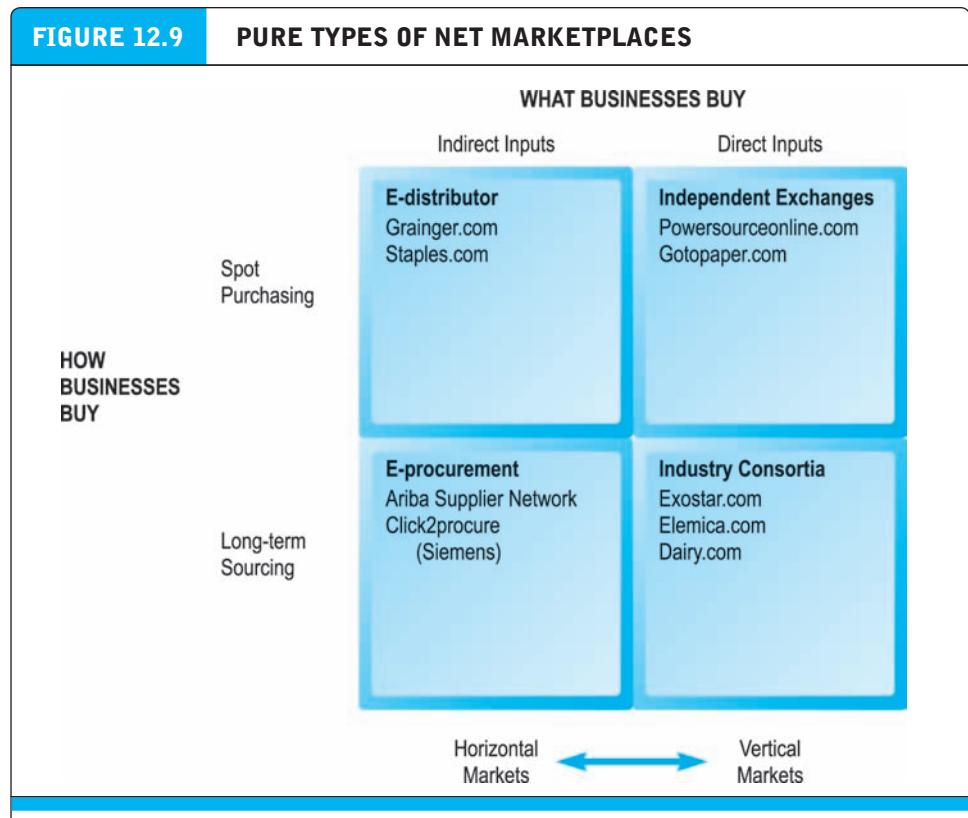 FIGURE 12.9 PURE TYPES OF NET MARKETPLACES
WHAT BUSINESSES BUY
Indirect Inputs Direct Inputs
E-distributor
Grainger.com
Staples.com
Independent Exchanges
Powersourceonline.com
Gotopaper.com
Spot
Purchasing
HOW
BUSINESSES
BUY
E-procurement
Ariba Supplier Network
Click2procure
(Siemens)
Industry Consortia
Exostar.com
Elemica.com
Dairy.com
Long-term
Sourcing
Horizontal
Markets
Vertical
Markets